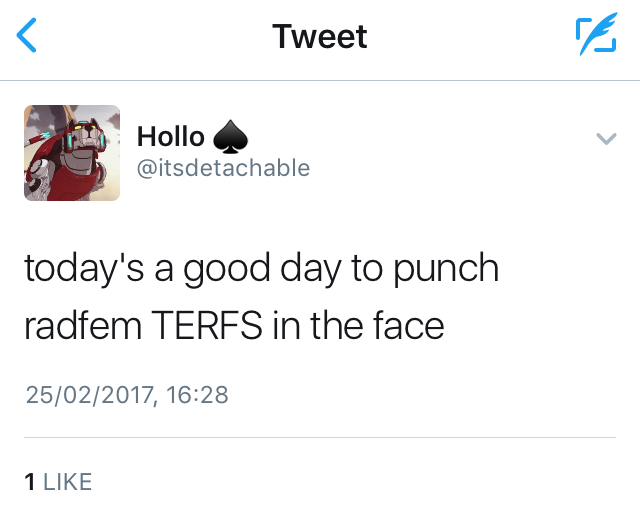 Tweet
Hollo ♠
@itsdetachable
today's a good day to punch
radfem TERFS in the face
25/02/2017, 16:28
1 LIKE